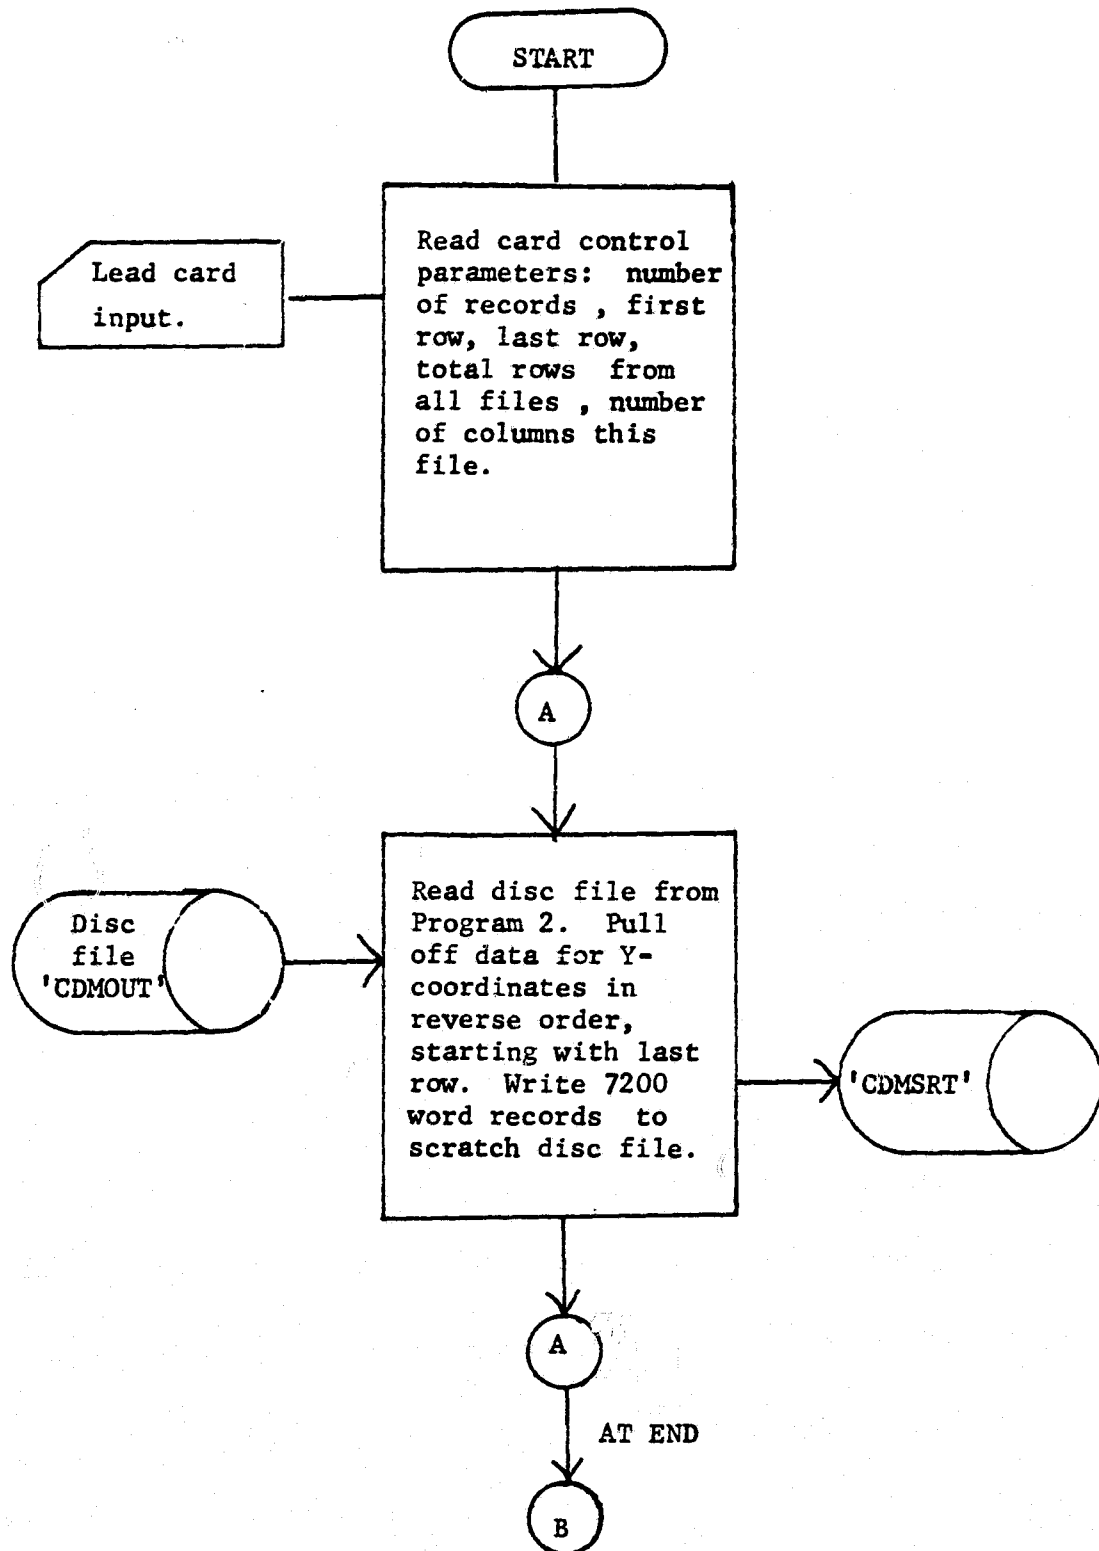 START
Lead card
input.
Read card control
parameters: number
of records , first
row, last row,
total rows from
all files , number
of columns this
file.
A
Disc
file
'CDMOUT'
Read disc file from
Program 2. Pull
off data for Y-
coordinates in
reverse order,
starting with last
row. Write 7200
word records to
scratch disc file.
'CDMSRT'
A
AT END
B